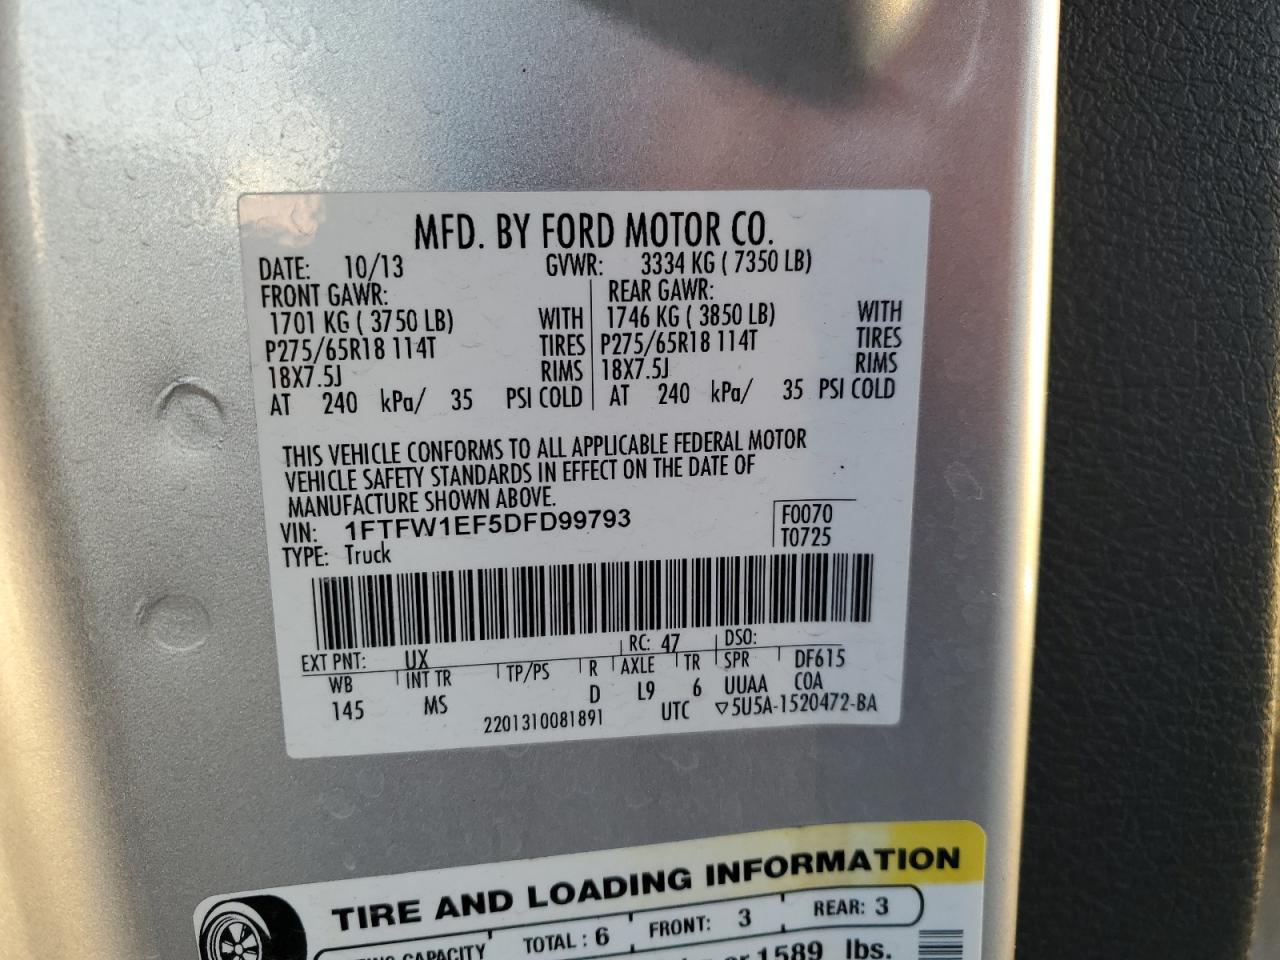 MFD. BY FORD MOTOR CO.
DATE: 10/13 GVWR: 3334 KG ( 7350 LB)
FRONT GAWR: REAR GAWR:
1701 KG ( 3750 LB) WITH 1746 KG ( 3850 LB) WITH
P275/65R18 114T TIRES P275/65R18 114T TIRES
18X7.5J RIMS 18X7.5J RIMS
AT 240 kPa/ 35 PSI COLD AT 240 kPa/ 35 PSI COLD
THIS VEHICLE CONFORMS TO ALL APPLICABLE FEDERAL MOTOR
VEHICLE SAFETY STANDARDS IN EFFECT ON THE DATE OF
MANUFACTURE SHOWN ABOVE.
VIN: 1FTFW1EF5DFD99793 F0070
TYPE: Truck T0725
EXT PNT: UX RC: 47 DSO:
WB INT TR TP/PS R AXLE TR SPR DF615
145 MS D L9 6 UUAA COA
2201310081891 UTC ▽5U5A-1520472-BA
TIRE AND LOADING INFORMATION
CAPACITY TOTAL : 6 FRONT: 3 REAR: 3
or 1589 lbs.